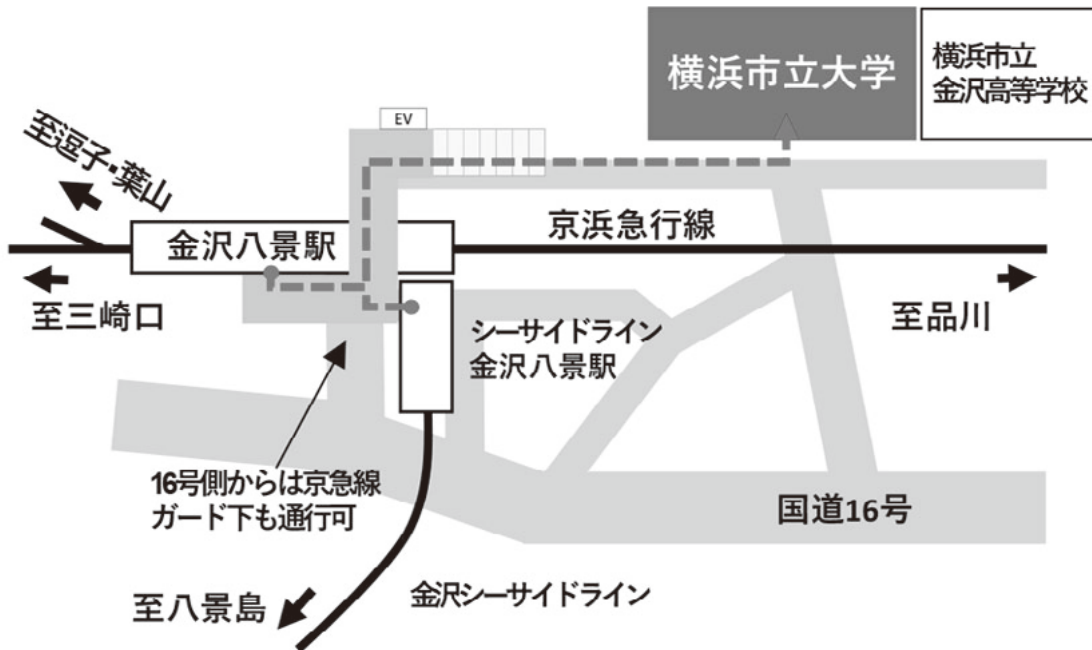 横浜市立大学
横浜市立
金沢高等学校
EV
至逗子・葉山
金沢八景駅
京浜急行線
至三崎口
至品川
シーサイドライン
金沢八景駅
16号側からは京急線
ガード下も通行可
国道16号
至八景島
金沢シーサイドライン